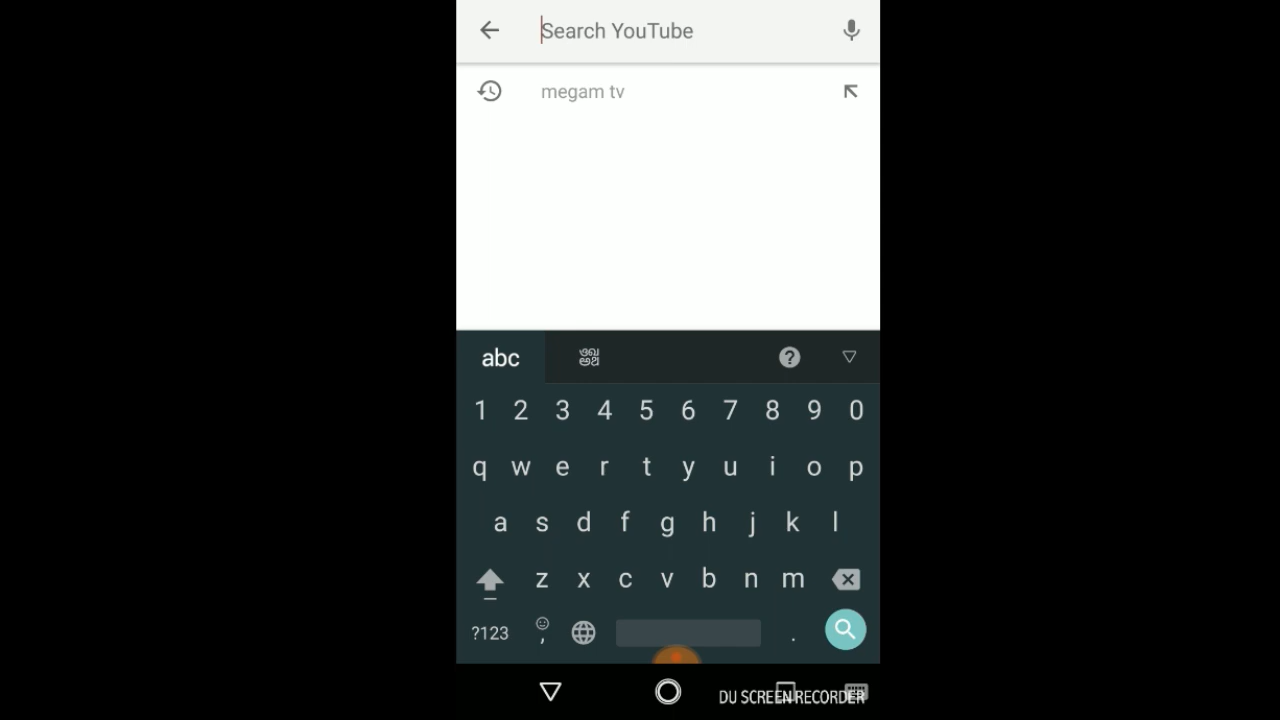 Search YouTube
megam tv
abc
1 2 3 4 5 6 7 8 9 0
q w e r t y u i o p
a s d f g h j k l
z x c v b n m
?123 , .
DU SCREEN RECORDER